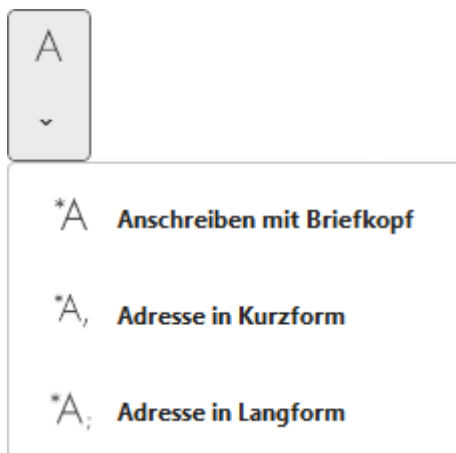 A
*A Anschreiben mit Briefkopf
*A, Adresse in Kurzform
*A; Adresse in Langform